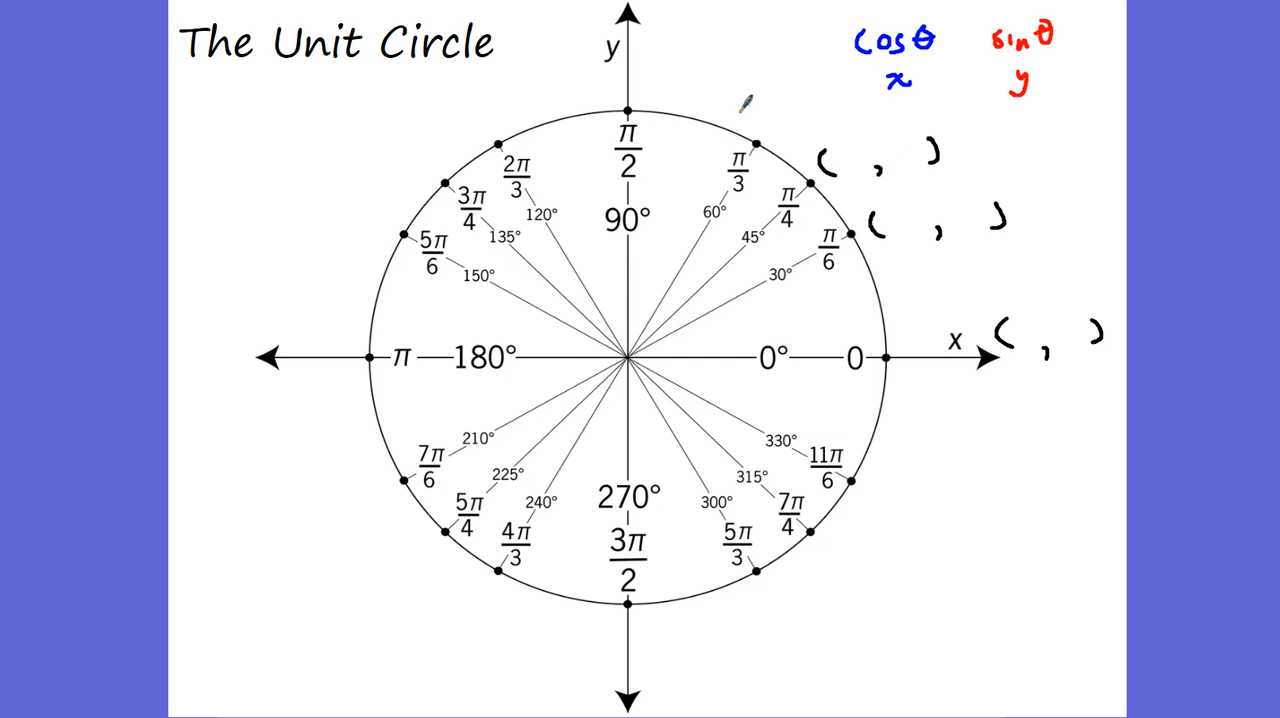 The Unit Circle
cosθ sinθ
x y
y
π/2
2π/3 π/3
( , )
3π/4 π/4
90°
120° 60°
( , )
5π/6 135° 45° π/6
150° 30°
x ( , )
π 180° 0° 0
210° 330°
7π/6 11π/6
225° 315°
270°
240° 300°
5π/4 7π/4
4π/3 5π/3
3π/2